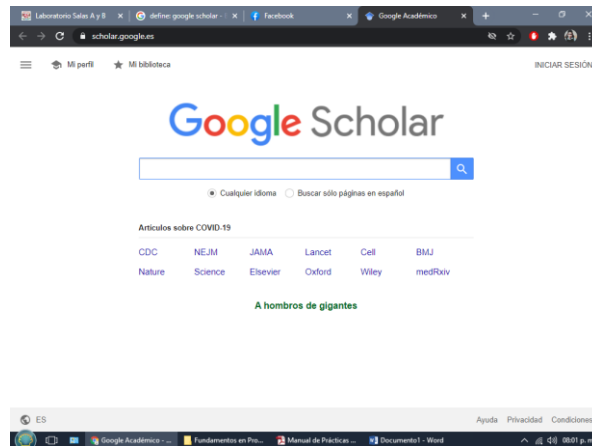 Laboratorio Salas A y B
define: google scholar -
Facebook
Google Académico
scholar.google.es
Mi perfil
Mi biblioteca
INICIAR SESIÓN
Google Scholar
Cualquier idioma
Buscar sólo páginas en español
Artículos sobre COVID-19
CDC NEJM JAMA Lancet Cell BMJ
Nature Science Elsevier Oxford Wiley medRxiv
A hombros de gigantes
ES
Ayuda Privacidad Condiciones
Google Académico - ...
Fundamentos en Pro...
Manual de Prácticas ...
Documento1 - Word
08:01 p. m